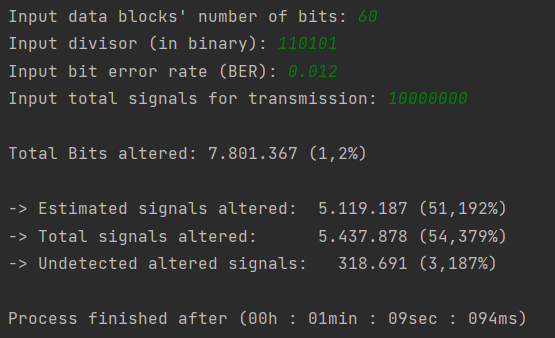 Input data blocks' number of bits: 60
Input divisor (in binary): 110101
Input bit error rate (BER): 0.012
Input total signals for transmission: 10000000
Total Bits altered: 7.801.367 (1,2%)
-> Estimated signals altered: 5.119.187 (51,192%)
-> Total signals altered: 5.437.878 (54,379%)
-> Undetected altered signals: 318.691 (3,187%)
Process finished after (00h : 01min : 09sec : 094ms)